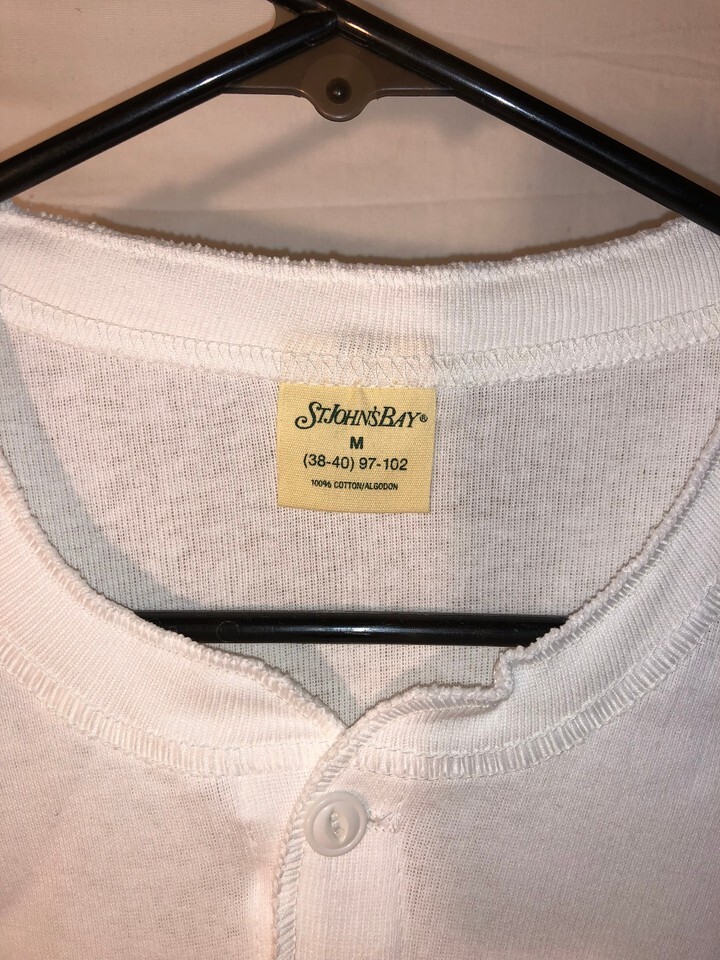 ST. JOHN'S BAY®
M
(38-40) 97-102
100% COTTON/ALGODON